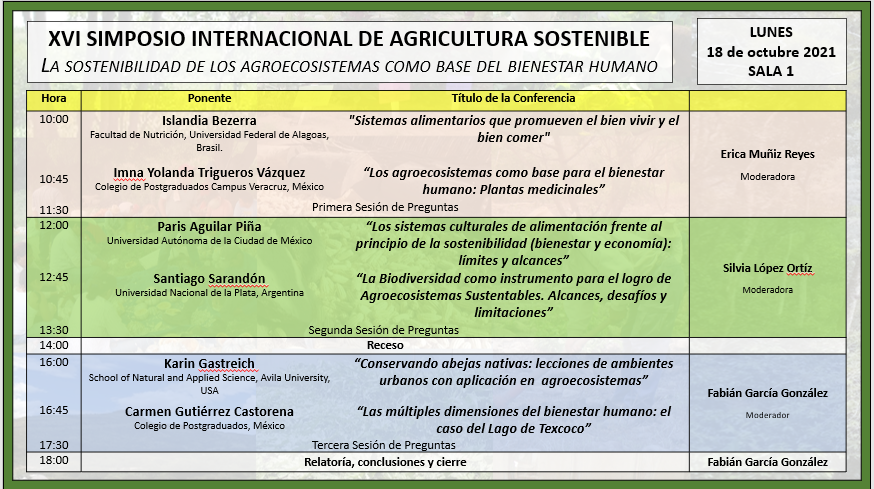 XVI SIMPOSIO INTERNACIONAL DE AGRICULTURA SOSTENIBLE
LA SOSTENIBILIDAD DE LOS AGROECOSISTEMAS COMO BASE DEL BIENESTAR HUMANO
LUNES
18 de octubre 2021
SALA 1
Hora Ponente Título de la Conferencia
10:00 Islandia Bezerra
Facultad de Nutrición, Universidad Federal de Alagoas,
Brasil.
"Sistemas alimentarios que promueven el bien vivir y el
bien comer"
10:45 Imna Yolanda Trigueros Vázquez
Colegio de Postgraduados Campus Veracruz, México
“Los agroecosistemas como base para el bienestar
humano: Plantas medicinales”
11:30 Primera Sesión de Preguntas
Erica Muñiz Reyes
Moderadora
12:00 Paris Aguilar Piña
Universidad Autónoma de la Ciudad de México
“Los sistemas culturales de alimentación frente al
principio de la sostenibilidad (bienestar y economía):
límites y alcances”
12:45 Santiago Sarandón
Universidad Nacional de la Plata, Argentina
“La Biodiversidad como instrumento para el logro de
Agroecosistemas Sustentables. Alcances, desafíos y
limitaciones”
13:30 Segunda Sesión de Preguntas
Silvia López Ortíz
Moderadora
14:00 Receso
16:00 Karin Gastreich
School of Natural and Applied Science, Avila University,
USA
“Conservando abejas nativas: lecciones de ambientes
urbanos con aplicación en agroecosistemas”
16:45 Carmen Gutiérrez Castorena
Colegio de Postgraduados, México
“Las múltiples dimensiones del bienestar humano: el
caso del Lago de Texcoco”
17:30 Tercera Sesión de Preguntas
Fabián García González
Moderador
18:00 Relatoría, conclusiones y cierre Fabián García González